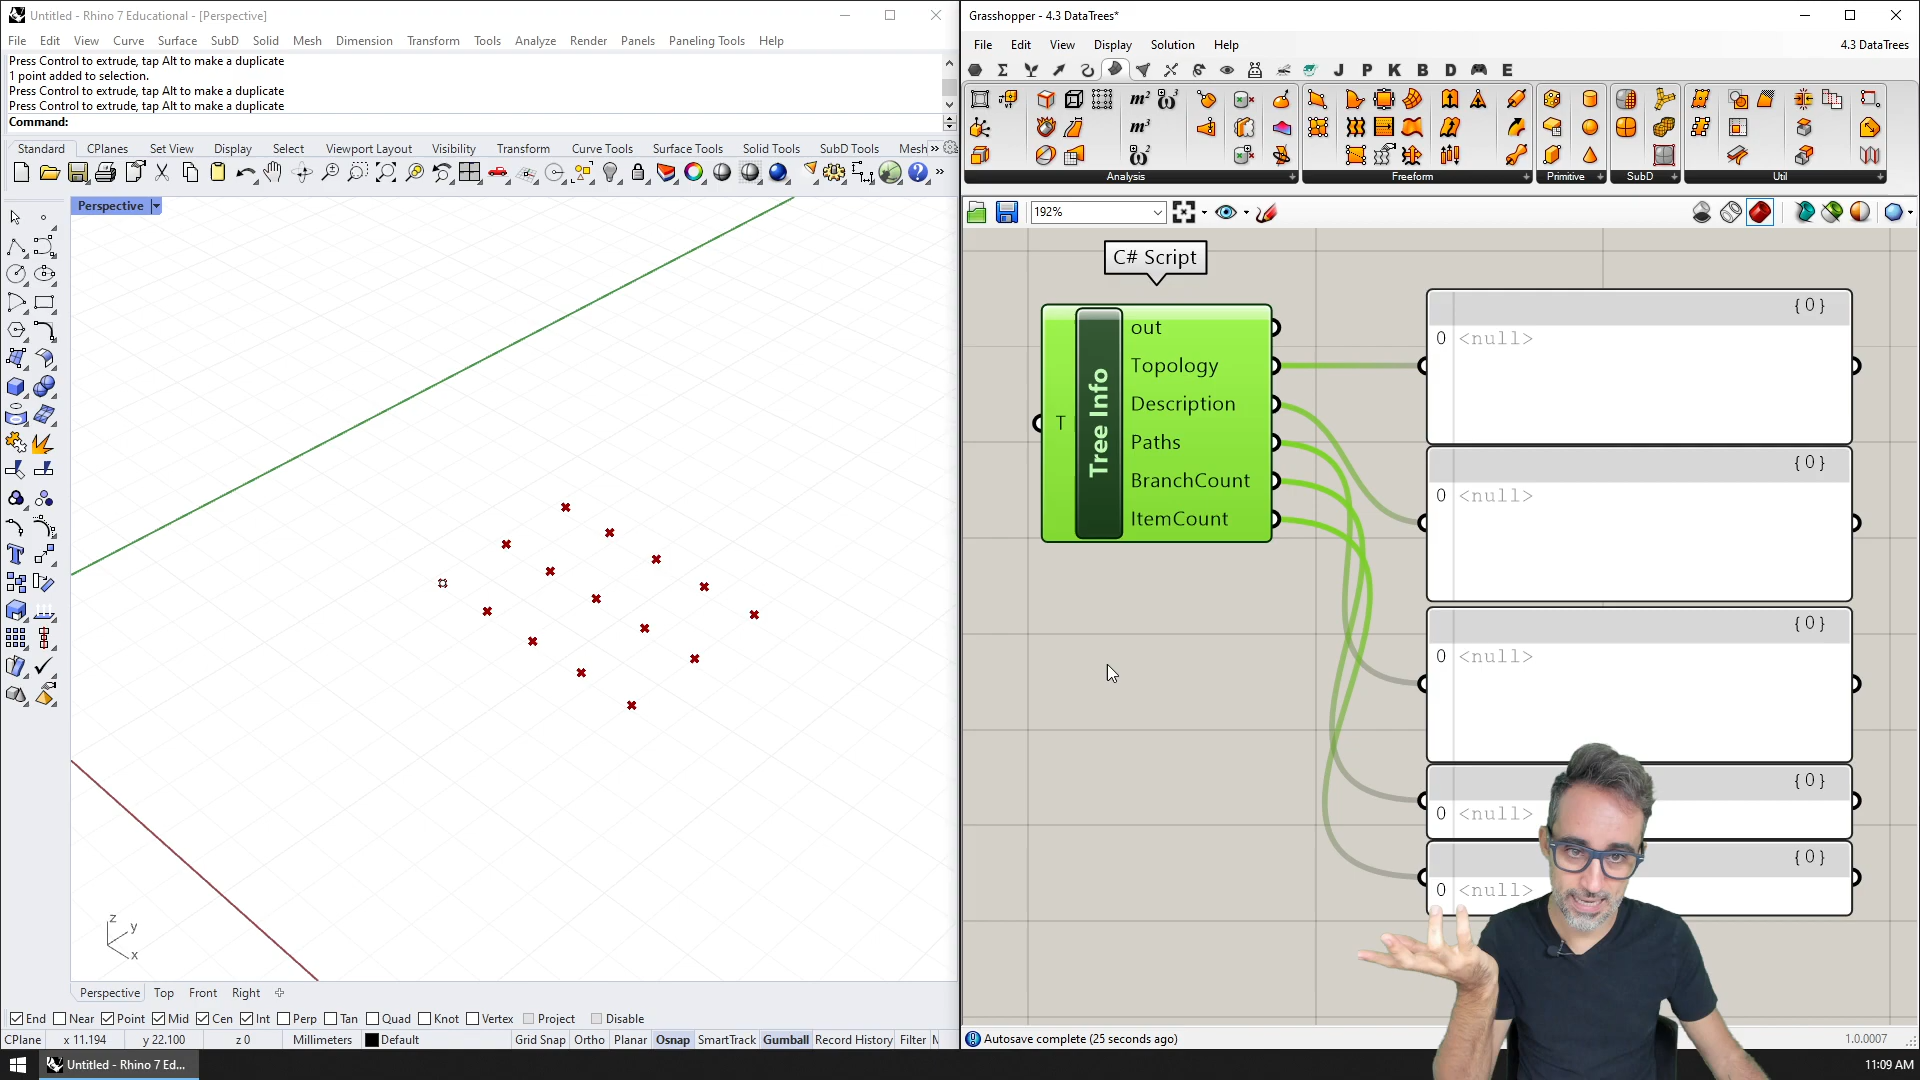 Untitled - Rhino 7 Educational - [Perspective]
File Edit View Curve Surface SubD Solid Mesh Dimension Transform Tools Analyze Render Panels Paneling Tools Help
Press Control to extrude, tap Alt to make a duplicate
1 point added to selection.
Press Control to extrude, tap Alt to make a duplicate
Press Control to extrude, tap Alt to make a duplicate
Command:
Standard CPlanes Set View Display Select Viewport Layout Visibility Transform Curve Tools Surface Tools Solid Tools SubD Tools Mesh »
Perspective
z
y
x
Perspective Top Front Right
End Near Point Mid Cen Int Perp Tan Quad Knot Vertex Project Disable
CPlane x 11.194 y 22.100 z 0 Millimeters Default Grid Snap Ortho Planar Osnap SmartTrack Gumball Record History Filter
Grasshopper - 4.3 DataTrees*
File Edit View Display Solution Help 4.3 DataTrees
J P K B D E
m² m³
Analysis Freeform Primitive SubD Util
192%
C# Script
Tree Info
T
out
Topology
Description
Paths
BranchCount
ItemCount
{0}
0 <null>
{0}
0 <null>
{0}
0 <null>
{0}
0 <null>
{0}
0 <null>
Autosave complete (25 seconds ago) 1.0.0007
Untitled - Rhino 7 Ed... 11:09 AM